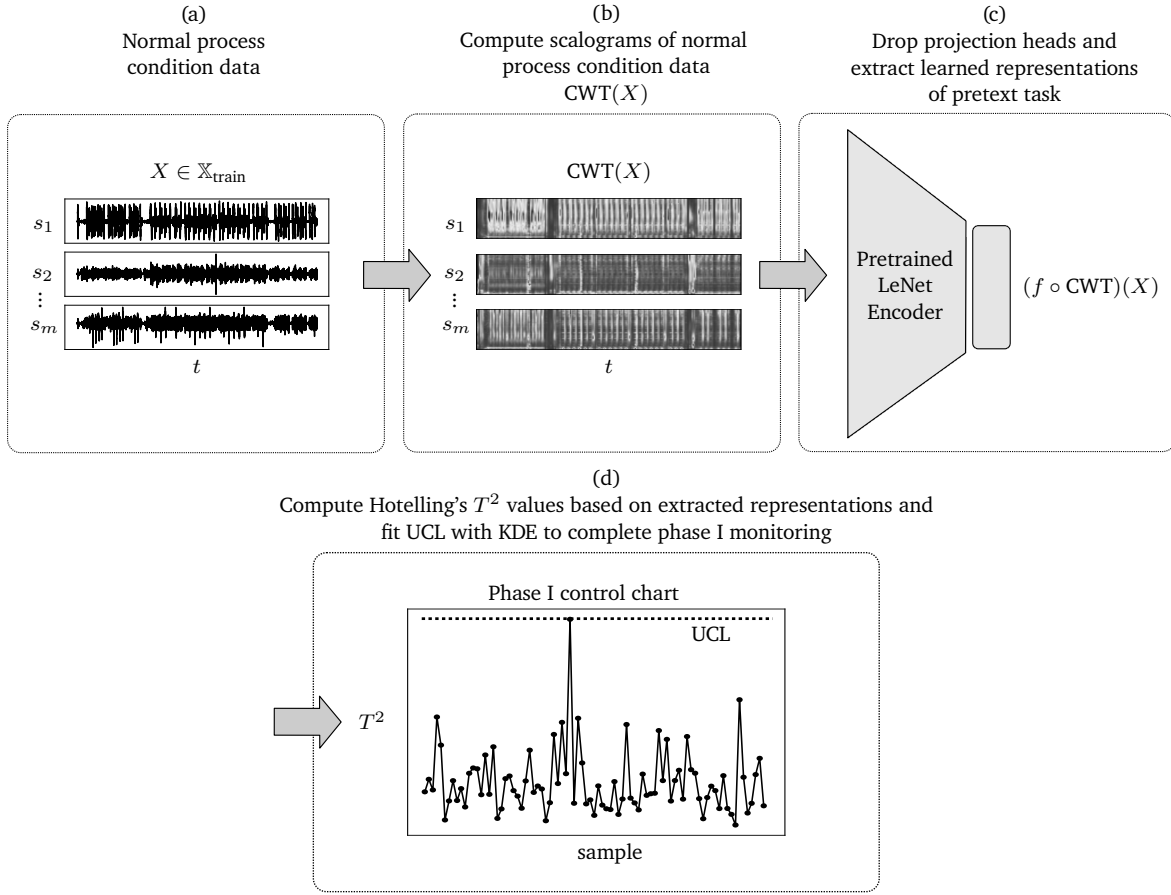 (a)
Normal process
condition data
(b)
Compute scalograms of normal
process condition data
CWT(X)
(c)
Drop projection heads and
extract learned representations
of pretext task
X ∈ 𝕏train
s1
s2
⋮
sm
t
CWT(X)
s1
s2
⋮
sm
t
Pretrained
LeNet
Encoder
(f ∘ CWT)(X)
(d)
Compute Hotelling's T² values based on extracted representations and
fit UCL with KDE to complete phase I monitoring
Phase I control chart
UCL
T²
sample